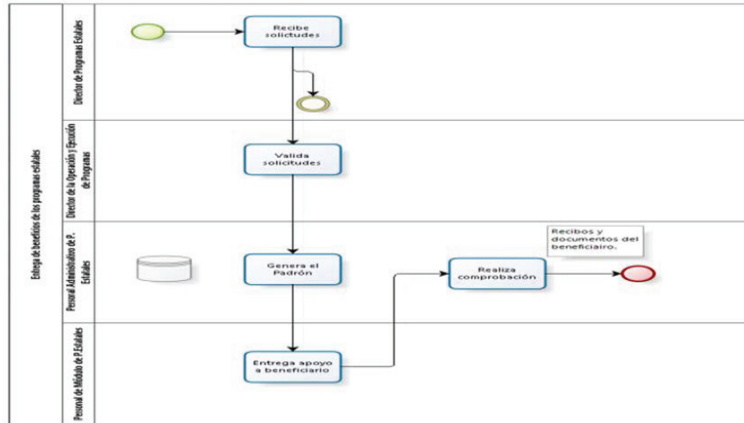 Entrega de beneficios de los programas estatales
Director de Programas Estatales
Recibe
solictudes
Director de la Operación y Ejecución
de Programas
Valida
solicitudes
Personal Administrativo de P.
Estatales
Genera el
Padrón
Realiza
comprobación
Recibos y
documentos del
beneficiairo.
Personal de Módulo de P.Estatales
Entrega apoyo
a beneficiario